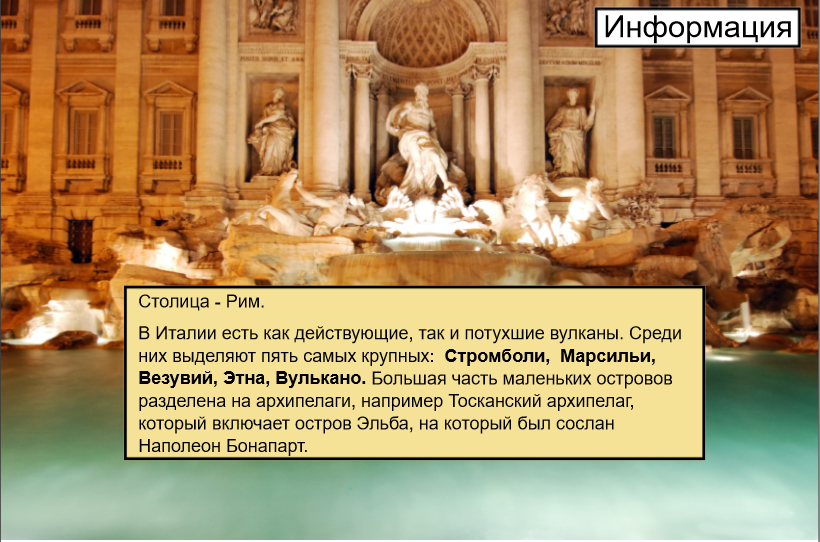 Информация
Столица - Рим.
В Италии есть как действующие, так и потухшие вулканы. Среди
них выделяют пять самых крупных: Стромболи, Марсильи,
Везувий, Этна, Вулькано. Большая часть маленьких островов
разделена на архипелаги, например Тосканский архипелаг,
который включает остров Эльба, на который был сослан
Наполеон Бонапарт.